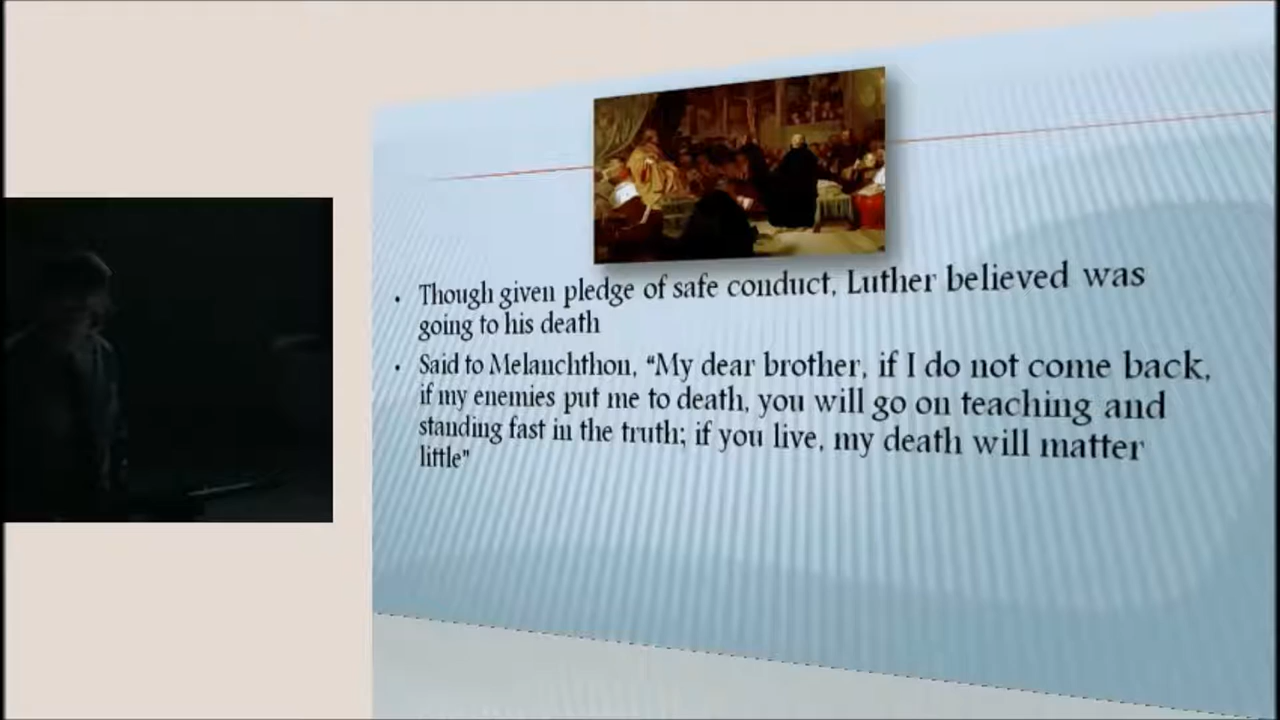 • Though given pledge of safe conduct, Luther believed was
going to his death
• Said to Melanchthon, “My dear brother, if I do not come back,
if my enemies put me to death, you will go on teaching and
standing fast in the truth; if you live, my death will matter
little”